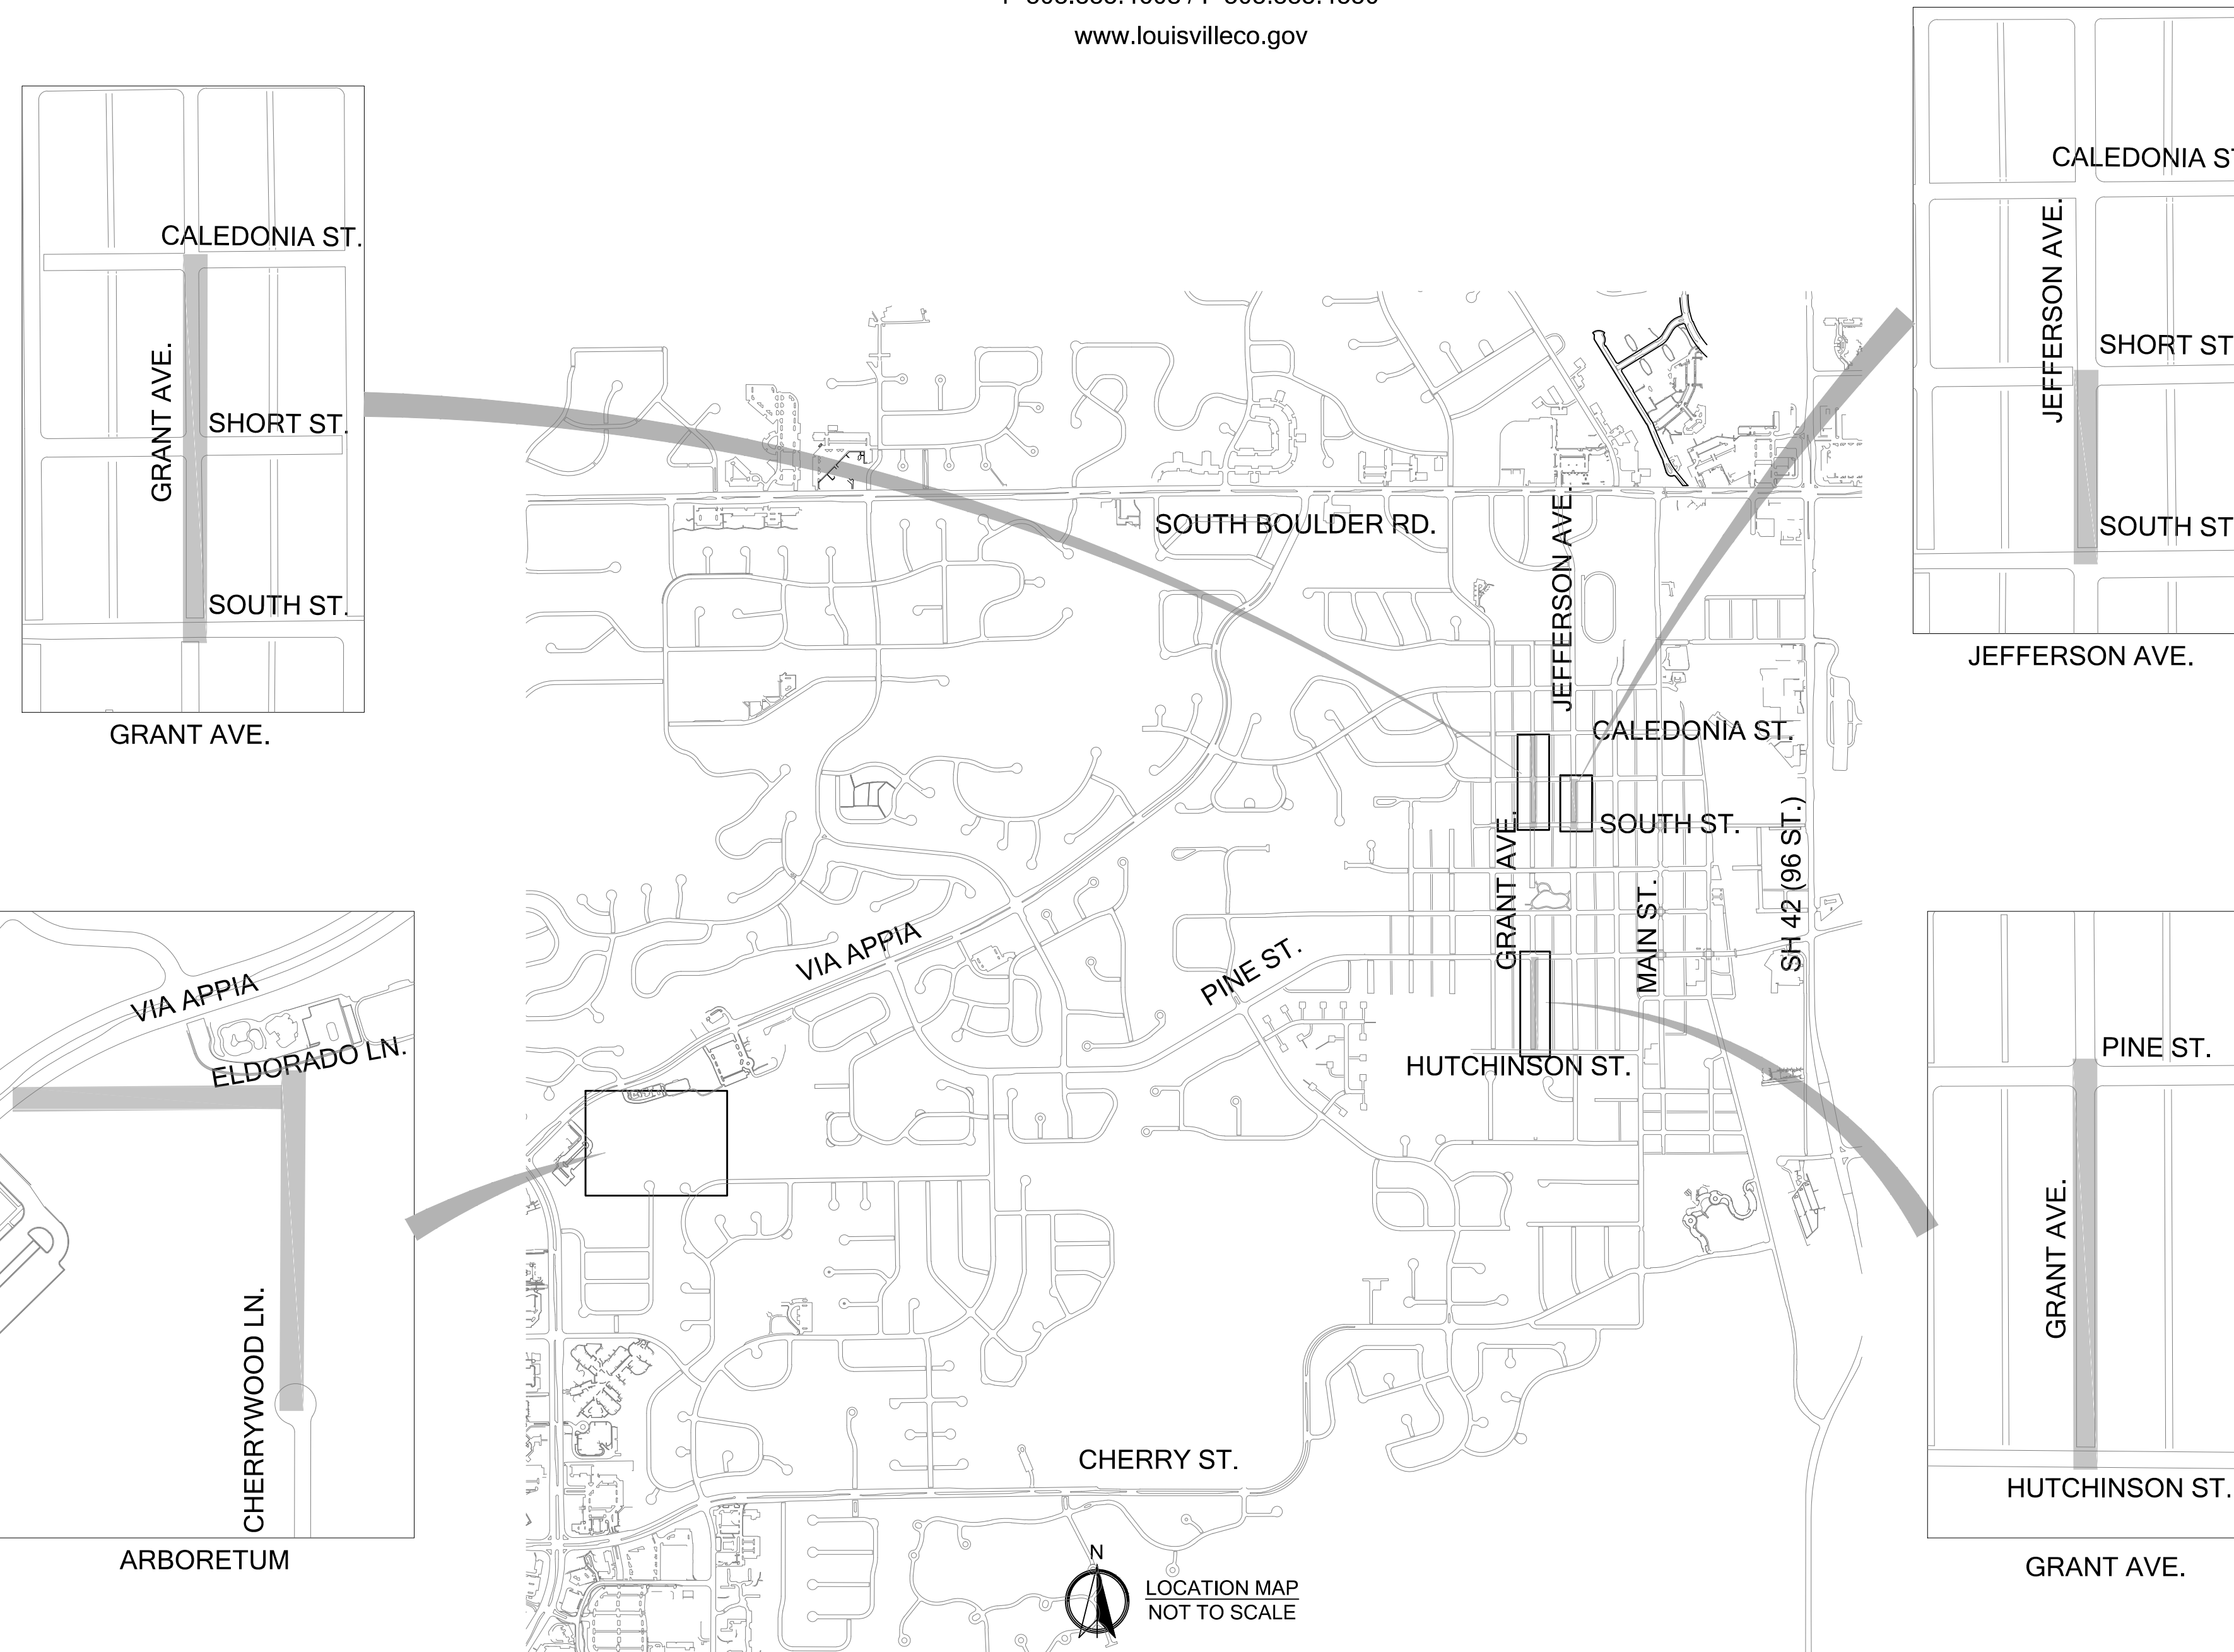 www.louisvilleco.gov
CALEDONIA ST.
GRANT AVE.
SHORT ST.
SOUTH ST.
GRANT AVE.
JEFFERSON AVE.
SHORT ST
SOUTH ST
JEFFERSON AVE.
SOUTH BOULDER RD.
JEFFERSON AVE.
CALEDONIA ST.
SOUTH ST.
GRANT AVE.
MAIN ST.
SH 42 (96 ST.)
VIA APPIA
PINE ST.
HUTCHINSON ST.
CHERRY ST.
VIA APPIA
ELDORADO LN.
CHERRYWOOD LN.
ARBORETUM
PINE ST.
GRANT AVE.
HUTCHINSON ST.
GRANT AVE.
N
LOCATION MAP
NOT TO SCALE